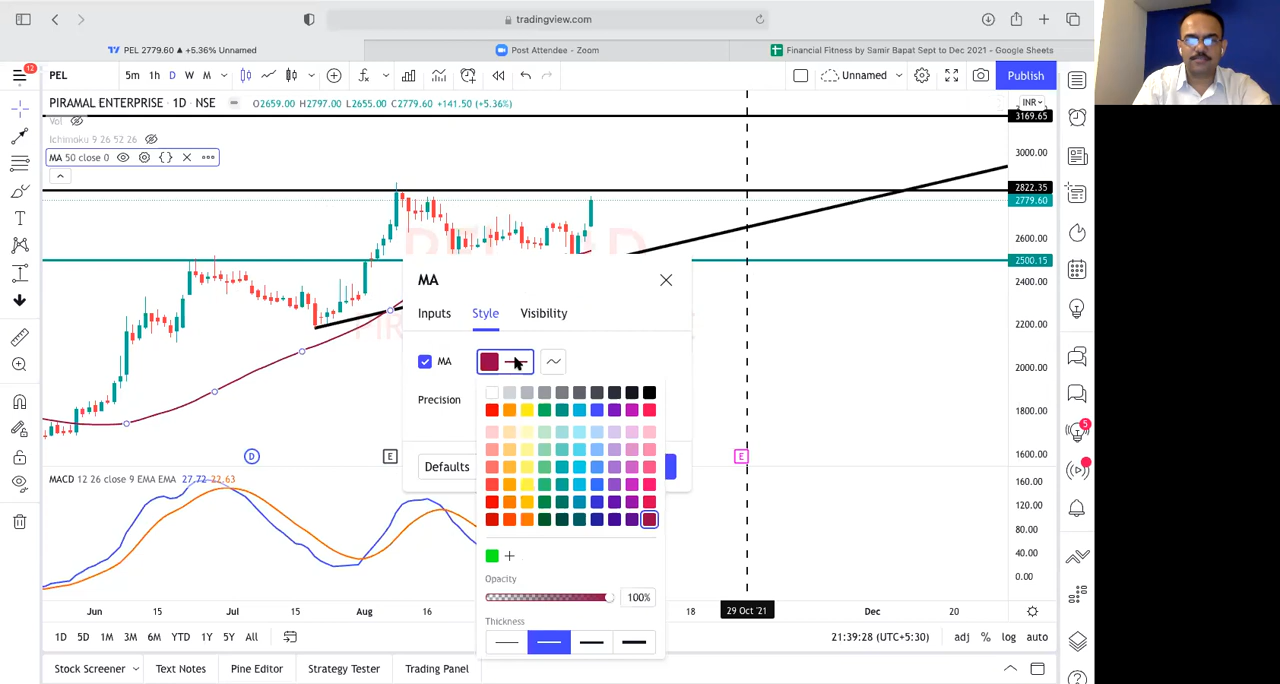 tradingview.com
PEL 2779.60 ▲ +5.36% Unnamed
Post Attendee - Zoom
Financial Fitness by Samir Bapat Sept to Dec 2021 - Google Sheets
12
PEL
5m 1h D W M
Unnamed
Publish
PIRAMAL ENTERPRISE · 1D · NSE
O2659.00 H2797.00 L2655.00 C2779.60 +141.50 (+5.36%)
INR
Vol
Ichimoku 9 26 52 26
MA 50 close 0
3169.65
3000.00
2822.35
2779.60
2600.00
2500.15
2400.00
2200.00
2000.00
1800.00
1600.00
MA
Inputs
Style
Visibility
MA
Precision
Defaults
D
E
E
MACD 12 26 close 9 EMA EMA 27.72 22.63
160.00
120.00
80.00
40.00
0.00
Opacity
100%
Thickness
Jun
15
Jul
15
Aug
16
18
29 Oct '21
Dec
20
1D 5D 1M 3M 6M YTD 1Y 5Y All
21:39:28 (UTC+5:30)
adj % log auto
Stock Screener
Text Notes
Pine Editor
Strategy Tester
Trading Panel
5